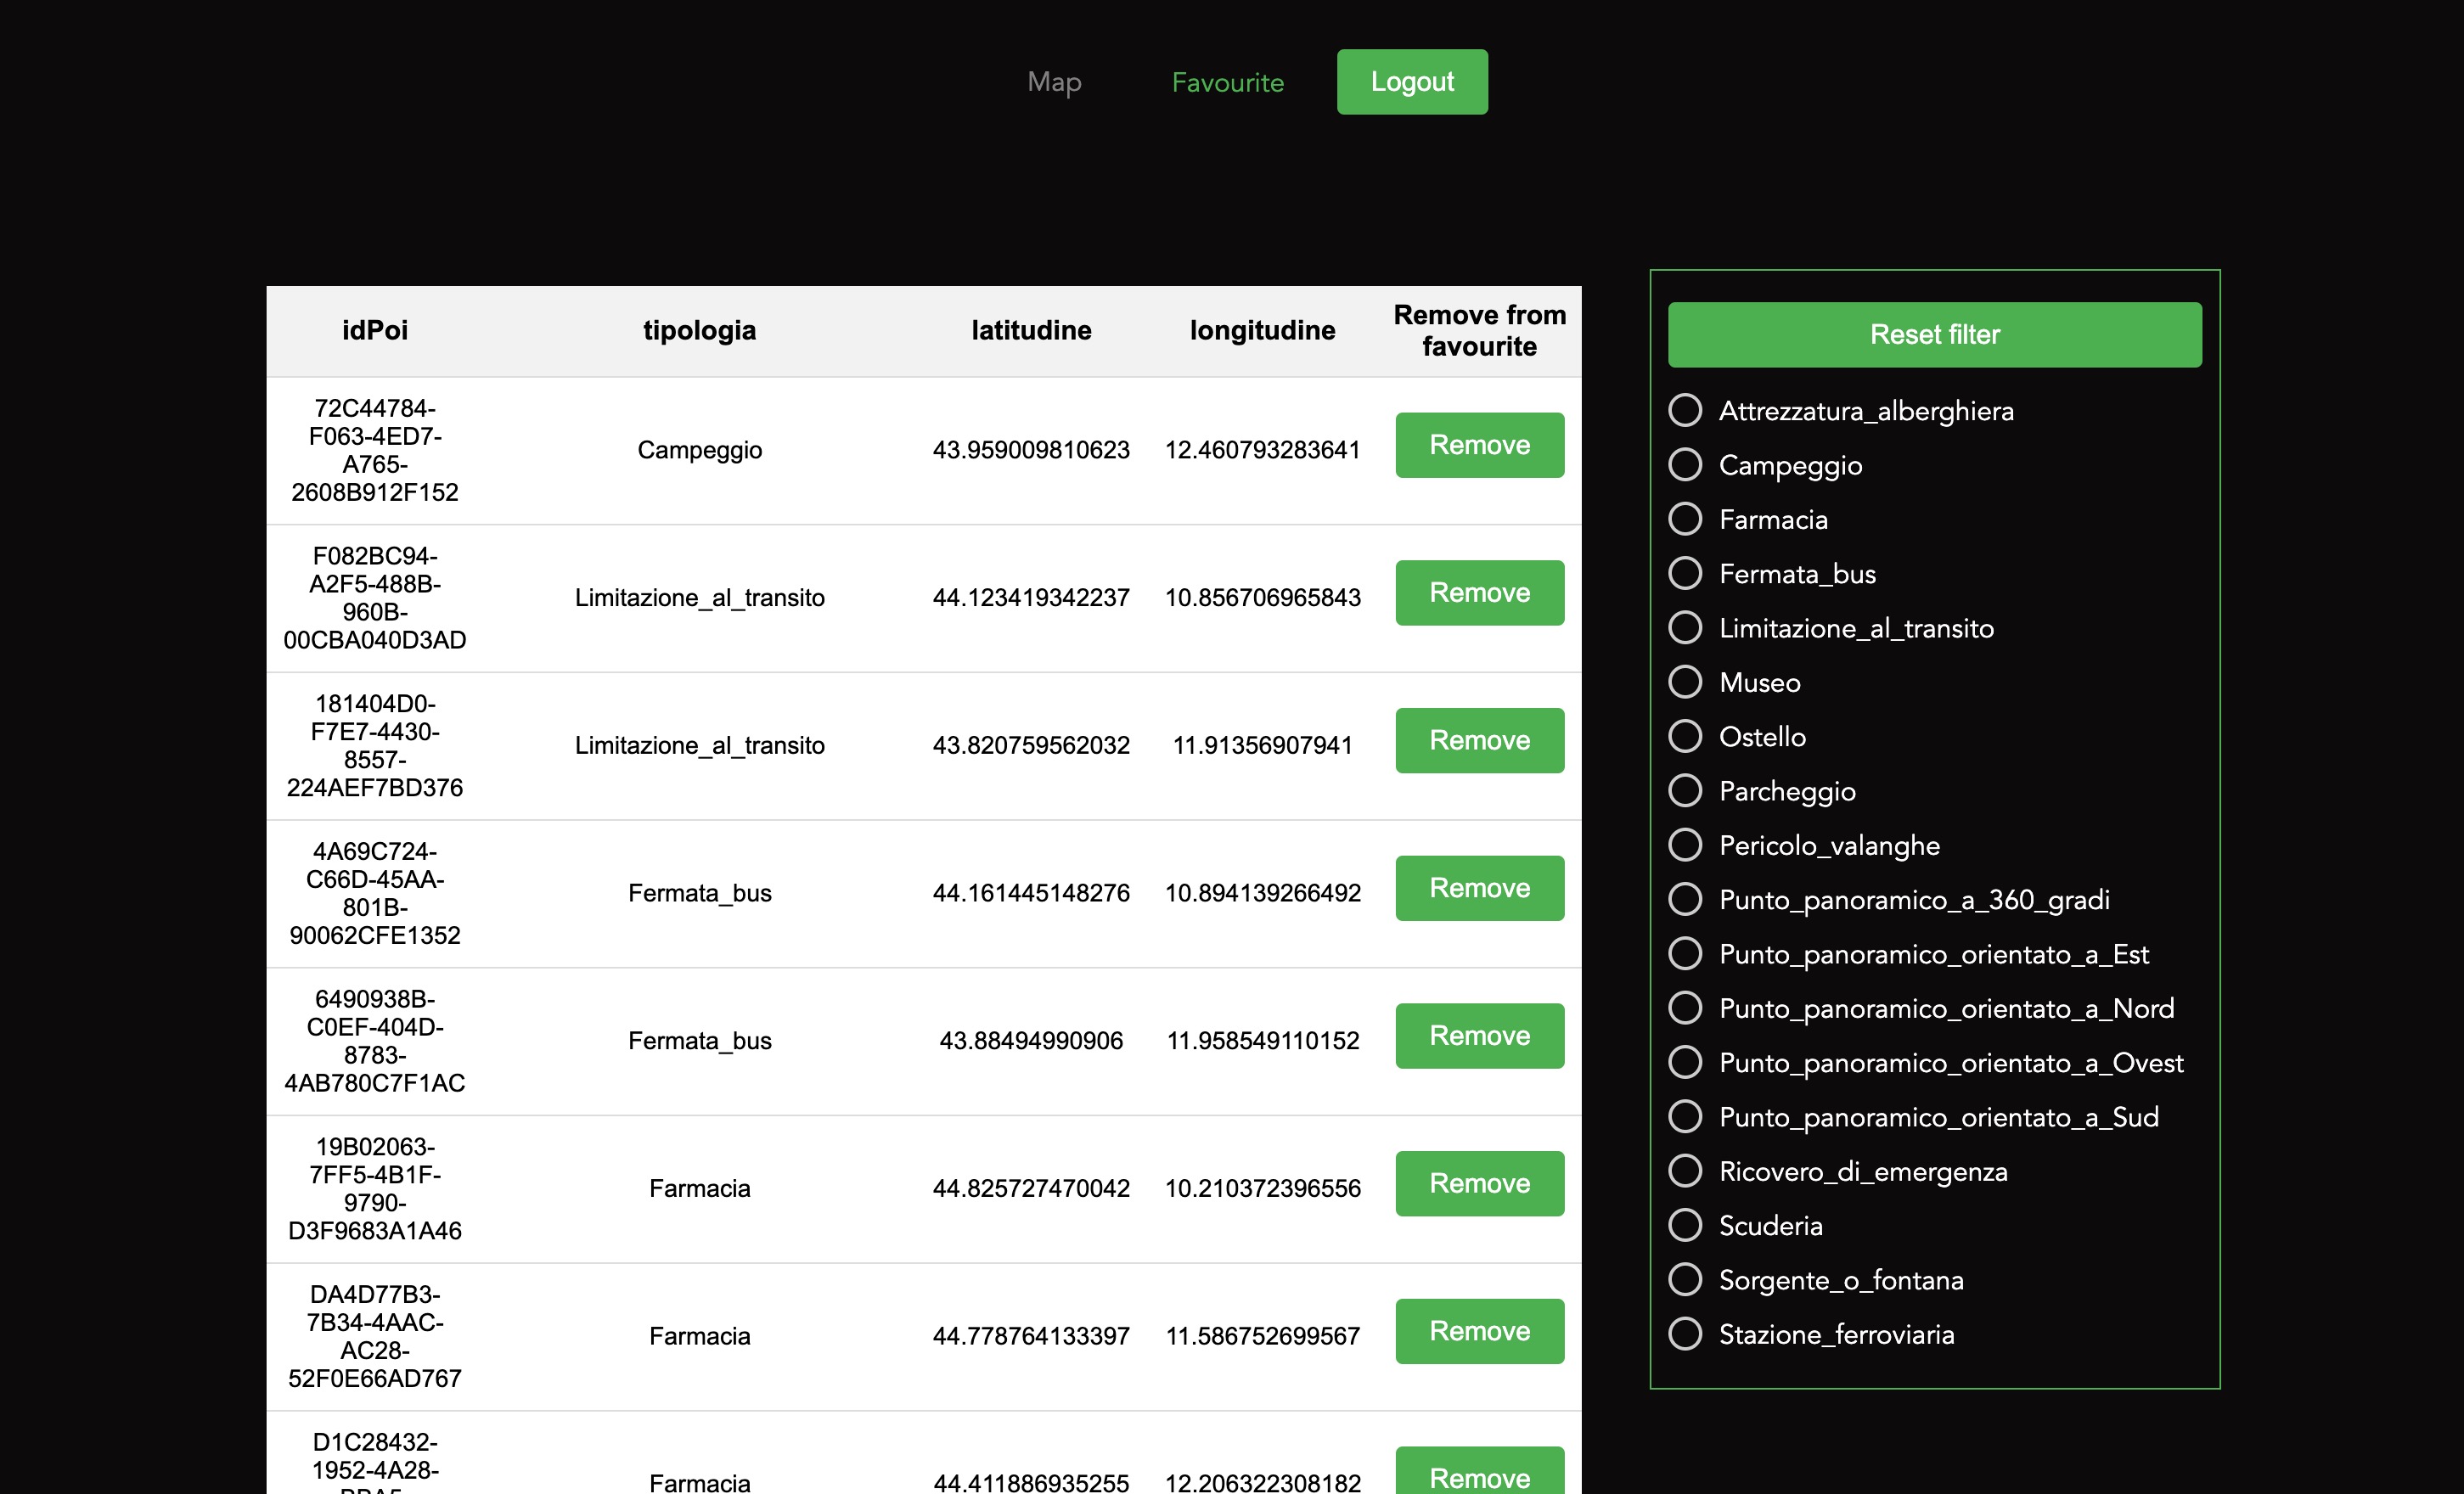 Map Favourite Logout
idPoi tipologia latitudine longitudine Remove from
favourite
72C44784-
F063-4ED7-
A765-
2608B912F152
Campeggio 43.959009810623 12.460793283641 Remove
F082BC94-
A2F5-488B-
960B-
00CBA040D3AD
Limitazione_al_transito 44.123419342237 10.856706965843 Remove
181404D0-
F7E7-4430-
8557-
224AEF7BD376
Limitazione_al_transito 43.820759562032 11.91356907941 Remove
4A69C724-
C66D-45AA-
801B-
90062CFE1352
Fermata_bus 44.161445148276 10.894139266492 Remove
6490938B-
C0EF-404D-
8783-
4AB780C7F1AC
Fermata_bus 43.88494990906 11.958549110152 Remove
19B02063-
7FF5-4B1F-
9790-
D3F9683A1A46
Farmacia 44.825727470042 10.210372396556 Remove
DA4D77B3-
7B34-4AAC-
AC28-
52F0E66AD767
Farmacia 44.778764133397 11.586752699567 Remove
D1C28432-
1952-4A28-
Farmacia 44.411886935255 12.206322308182 Remove
Reset filter
Attrezzatura_alberghiera
Campeggio
Farmacia
Fermata_bus
Limitazione_al_transito
Museo
Ostello
Parcheggio
Pericolo_valanghe
Punto_panoramico_a_360_gradi
Punto_panoramico_orientato_a_Est
Punto_panoramico_orientato_a_Nord
Punto_panoramico_orientato_a_Ovest
Punto_panoramico_orientato_a_Sud
Ricovero_di_emergenza
Scuderia
Sorgente_o_fontana
Stazione_ferroviaria